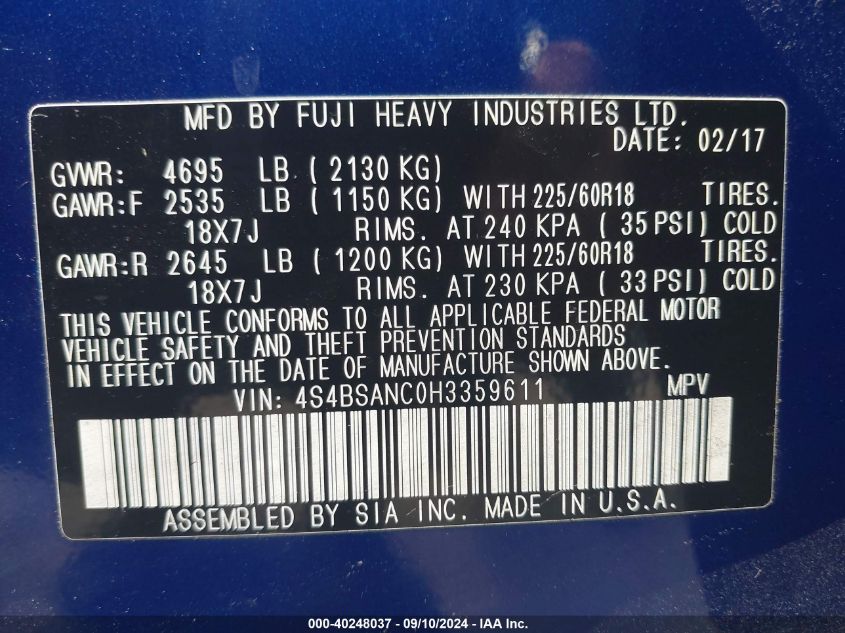 MFD BY FUJI HEAVY INDUSTRIES LTD.
DATE: 02/17
GVWR: 4695 LB ( 2130 KG)
GAWR:F 2535 LB ( 1150 KG) WITH 225/60R18 TIRES.
18X7J RIMS. AT 240 KPA ( 35 PSI) COLD
GAWR:R 2645 LB ( 1200 KG) WITH 225/60R18 TIRES.
18X7J RIMS. AT 230 KPA ( 33 PSI) COLD
THIS VEHICLE CONFORMS TO ALL APPLICABLE FEDERAL MOTOR
VEHICLE SAFETY AND THEFT PREVENTION STANDARDS
IN EFFECT ON THE DATE OF MANUFACTURE SHOWN ABOVE.
VIN: 4S4BSANC0H3359611 MPV
ASSEMBLED BY SIA INC. MADE IN U.S.A.
000-40248037 - 09/10/2024 - IAA Inc.